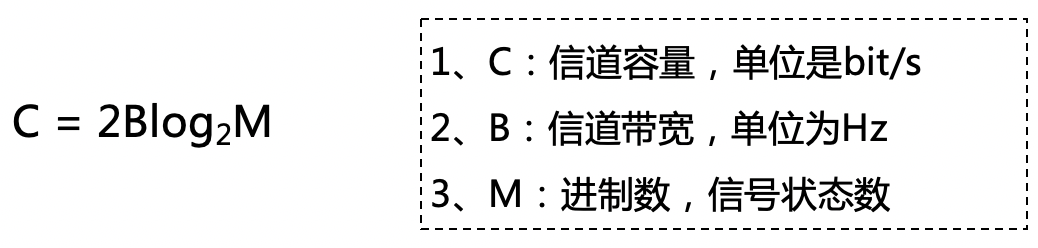 C = 2Blog₂M
1、C：信道容量，单位是bit/s
2、B：信道带宽，单位为Hz
3、M：进制数，信号状态数